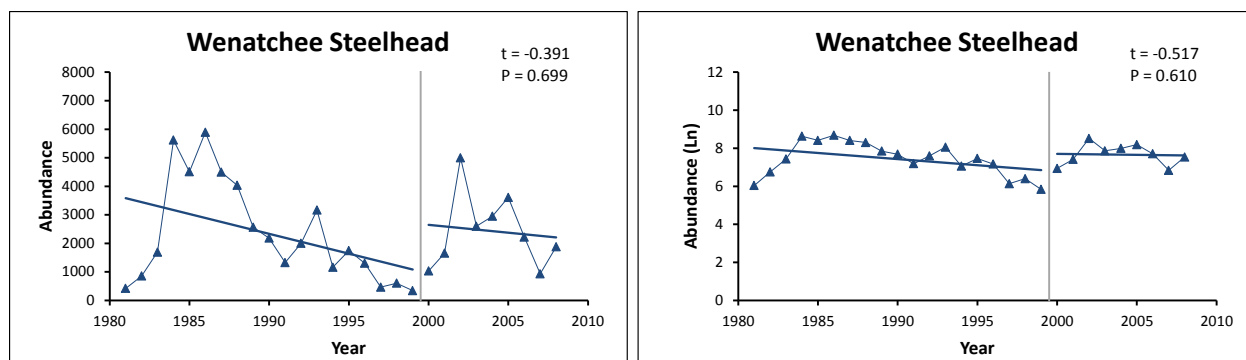 Wenatchee Steelhead
t = -0.391
P = 0.699
8000
7000
6000
5000
4000
3000
2000
1000
0
Abundance
1980 1985 1990 1995 2000 2005 2010
Year
Wenatchee Steelhead
t = -0.517
P = 0.610
12
10
8
6
4
2
0
Abundance (Ln)
1980 1985 1990 1995 2000 2005 2010
Year